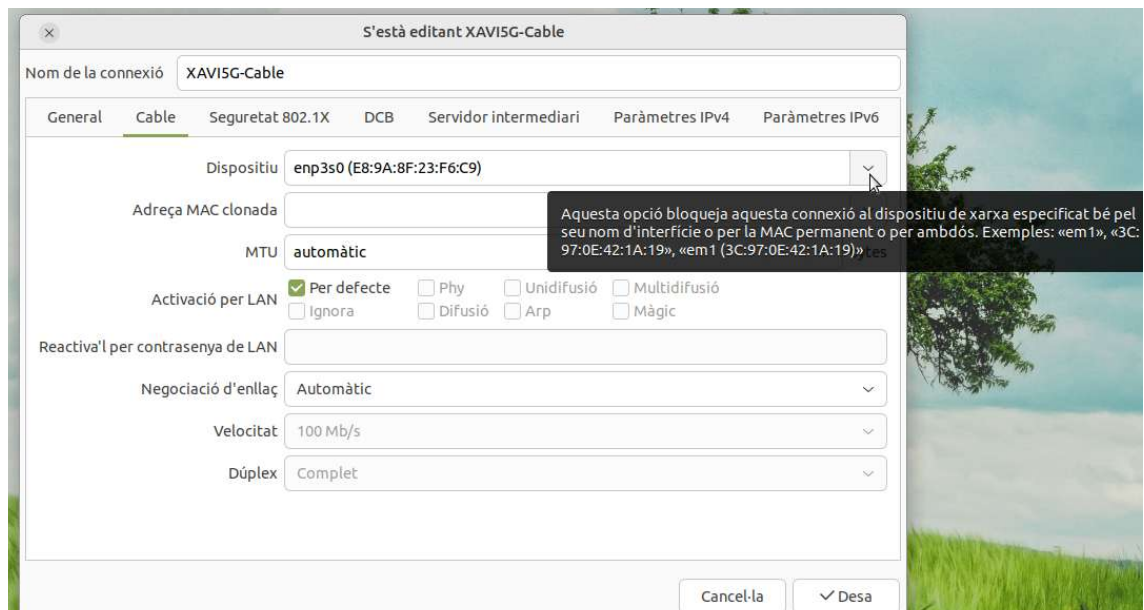 S'està editant XAVI5G-Cable
Nom de la connexió XAVI5G-Cable
General Cable Seguretat 802.1X DCB Servidor intermediari Paràmetres IPv4 Paràmetres IPv6
Dispositiu enp3s0 (E8:9A:8F:23:F6:C9)
Adreça MAC clonada
Aquesta opció bloqueja aquesta connexió al dispositiu de xarxa especificat bé pel
seu nom d'interfície o per la MAC permanent o per ambdós. Exemples: «em1», «3C:
97:0E:42:1A:19», «em1 (3C:97:0E:42:1A:19)»
MTU automàtic
Activació per LAN
Per defecte Phy Unidifusió Multidifusió
Ignora Difusió Arp Màgic
Reactiva'l per contrasenya de LAN
Negociació d'enllaç Automàtic
Velocitat 100 Mb/s
Dúplex Complet
Cancel·la Desa